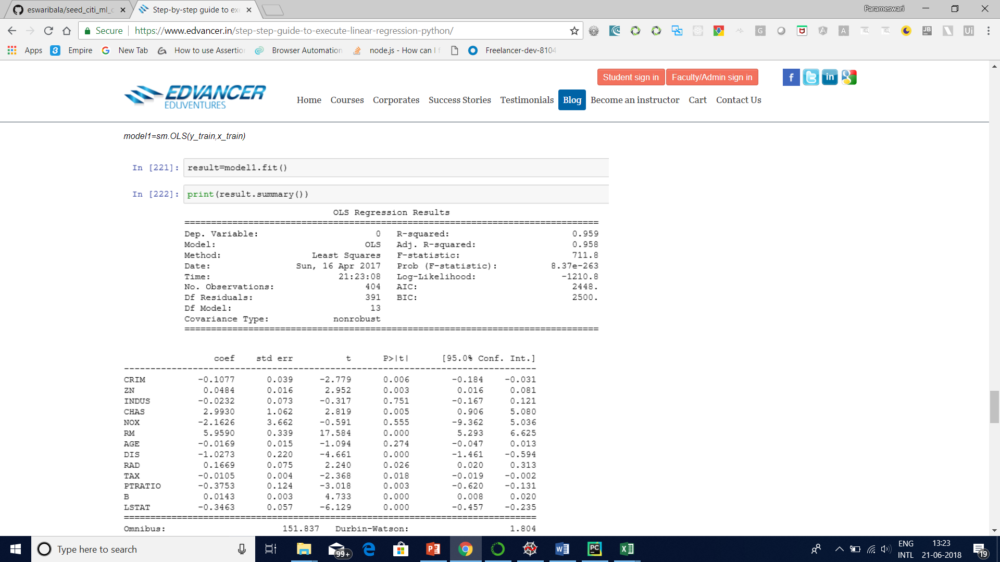 eswaribala/seed_citi_ml_c
Step-by-step guide to ex
Parameswari
Secure https://www.edvancer.in/step-step-guide-to-execute-linear-regression-python/
Apps Empire New Tab How to use Assertio Browser Automation node.js - How can I f Freelancer-dev-8104
Student sign in Faculty/Admin sign in
EDVANCER
EDUVENTURES
Home Courses Corporates Success Stories Testimonials Blog Become an instructor Cart Contact Us
model1=sm.OLS(y_train,x_train)
In [221]: result=model1.fit()
In [222]: print(result.summary())
OLS Regression Results
==============================================================================
Dep. Variable: 0 R-squared: 0.959
Model: OLS Adj. R-squared: 0.958
Method: Least Squares F-statistic: 711.8
Date: Sun, 16 Apr 2017 Prob (F-statistic): 8.37e-263
Time: 21:23:08 Log-Likelihood: -1210.8
No. Observations: 404 AIC: 2448.
Df Residuals: 391 BIC: 2500.
Df Model: 13
Covariance Type: nonrobust
==============================================================================
coef std err t P>|t| [95.0% Conf. Int.]
------------------------------------------------------------------------------
CRIM -0.1077 0.039 -2.779 0.006 -0.184 -0.031
ZN 0.0484 0.016 2.952 0.003 0.016 0.081
INDUS -0.0232 0.073 -0.317 0.751 -0.167 0.121
CHAS 2.9930 1.062 2.819 0.005 0.906 5.080
NOX -2.1626 3.662 -0.591 0.555 -9.362 5.036
RM 5.9590 0.339 17.584 0.000 5.293 6.625
AGE -0.0169 0.015 -1.094 0.274 -0.047 0.013
DIS -1.0273 0.220 -4.661 0.000 -1.461 -0.594
RAD 0.1669 0.075 2.240 0.026 0.020 0.313
TAX -0.0105 0.004 -2.368 0.018 -0.019 -0.002
PTRATIO -0.3753 0.124 -3.018 0.003 -0.620 -0.131
B 0.0143 0.003 4.733 0.000 0.008 0.020
LSTAT -0.3463 0.057 -6.129 0.000 -0.457 -0.235
==============================================================================
Omnibus: 151.837 Durbin-Watson: 1.804
Type here to search
99+
ENG
INTL
13:23
21-06-2018
19